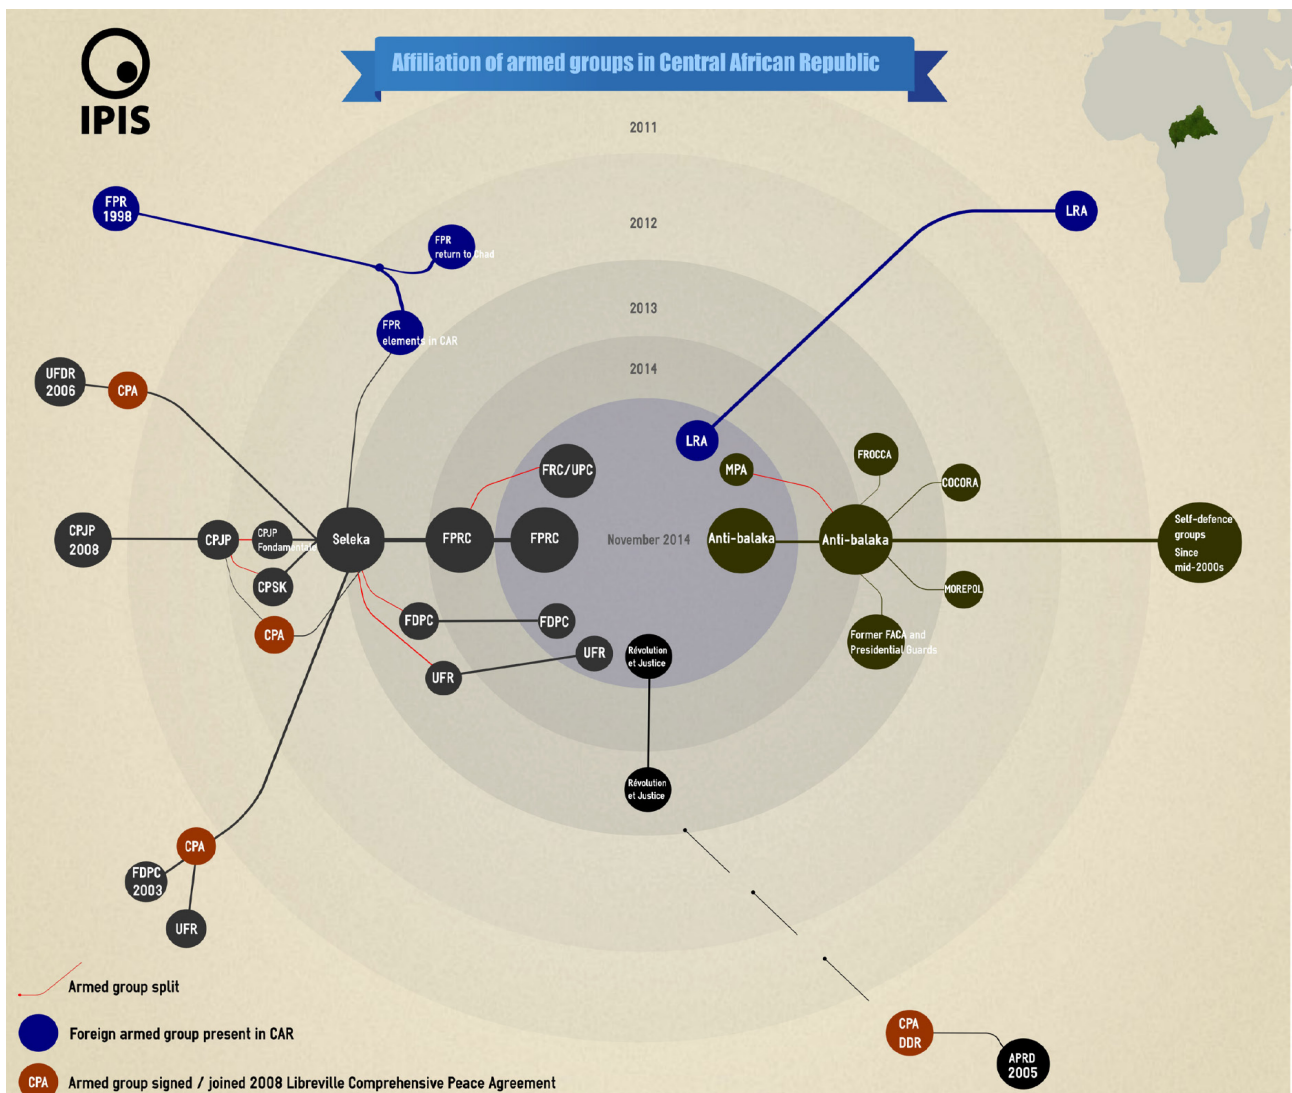 Affiliation of armed groups in Central African Republic
IPIS
2011
2012
2013
2014
November 2014
FPR
1998
FPR
return to Chad
FPR
elements in CAR
LRA
LRA
UFDR
2006
CPA
CPJP
2008
CPJP
CPJP
Fondamentale
CPSK
CPA
Seleka
FPRC
FPRC
FRC/UPC
FDPC
FDPC
UFR
UFR
Révolution
et Justice
Révolution
et Justice
MPA
Anti-balaka
Anti-balaka
FROCCA
COCORA
MOREPOL
Former FACA and
Presidential Guards
Self-defence
groups
Since
mid-2000s
CPA
FDPC
2003
UFR
CPA
DDR
APRD
2005
Armed group split
Foreign armed group present in CAR
CPA
Armed group signed / joined 2008 Libreville Comprehensive Peace Agreement